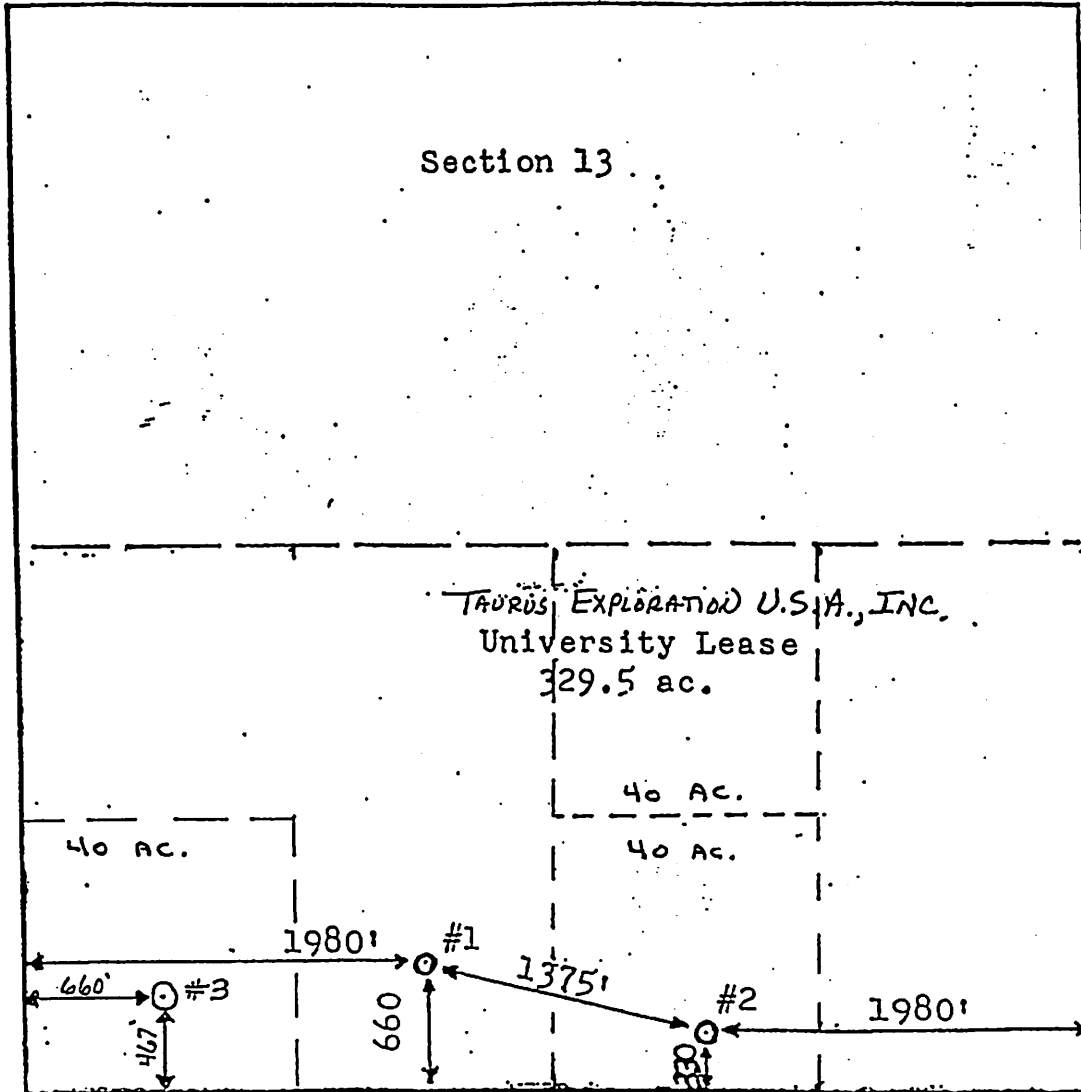 Section 13
TAURUS EXPLORATION U.S.A., INC.
University Lease
329.5 ac.
40 AC.
40 AC.
40 AC.
1980'
#1
1375'
#2
1980'
660'
#3
467'
660
330